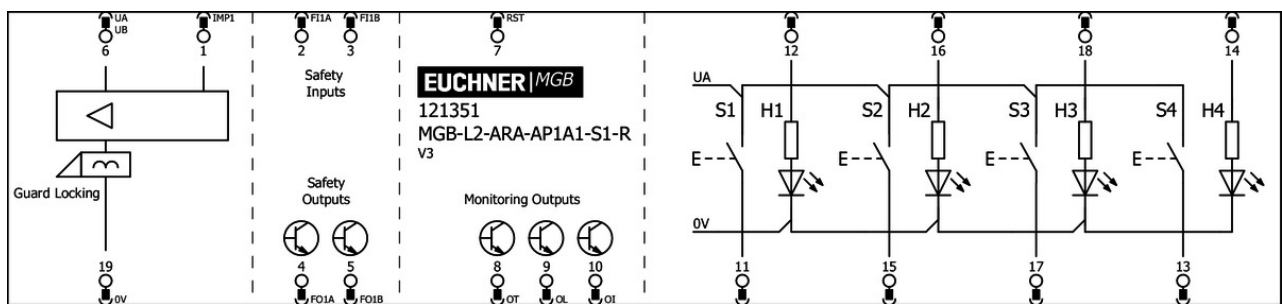 UA
UB
IMP1
FI1A
FI1B
RST
6
1
2
3
7
12
16
18
14
Safety
Inputs
EUCHNER MGB
121351
MGB-L2-ARA-AP1A1-S1-R
V3
UA
S1
H1
S2
H2
S3
H3
S4
H4
E
E
E
E
Guard Locking
Safety
Outputs
Monitoring Outputs
0V
19
4
5
8
9
10
11
15
17
13
0V
FO1A
FO1B
OT
OL
OI